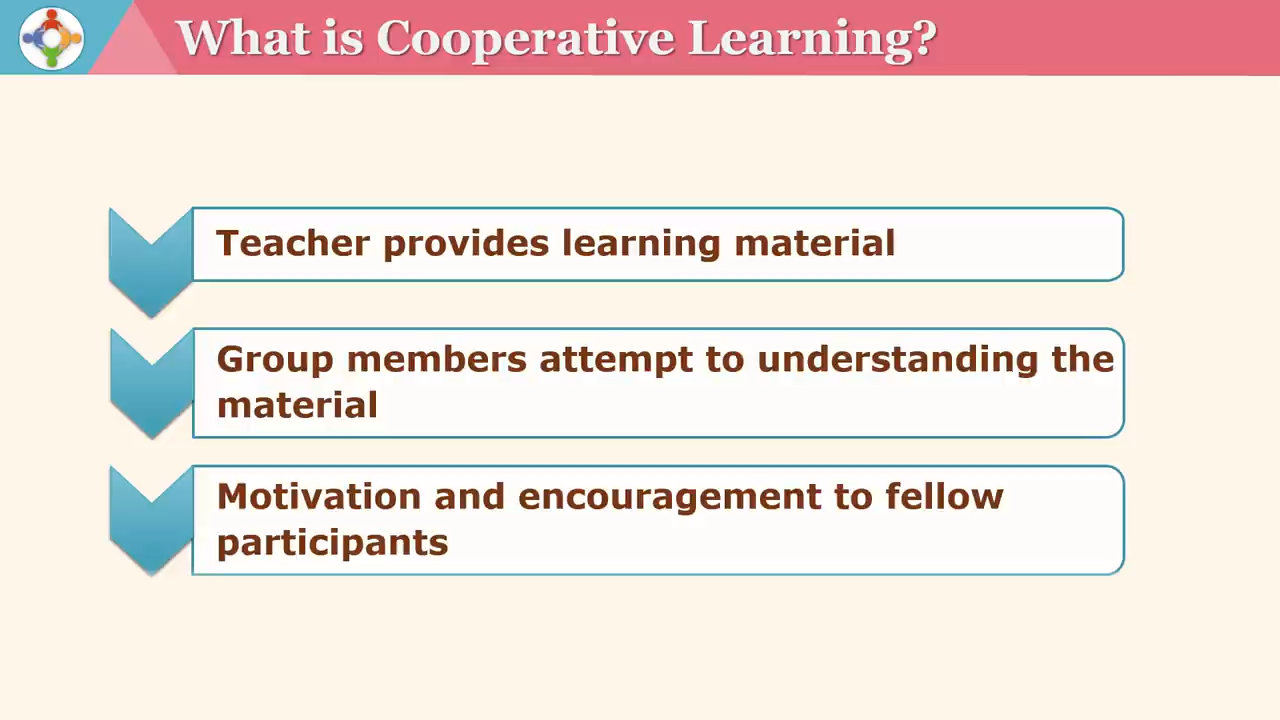 What is Cooperative Learning?
Teacher provides learning material
Group members attempt to understanding the
material
Motivation and encouragement to fellow
participants